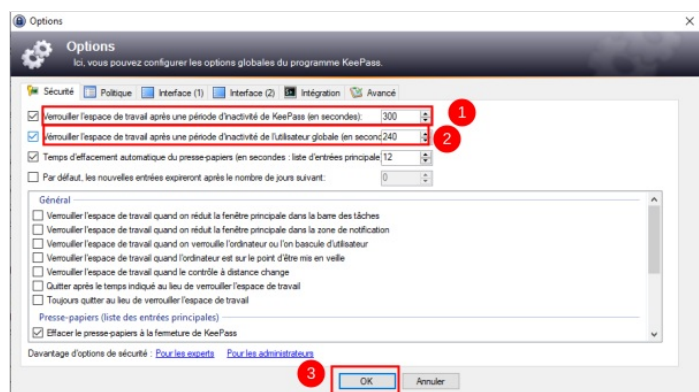 Options
Options
Ici, vous pouvez configurer les options globales du programme KeePass.
Sécurité Politique Interface (1) Interface (2) Intégration Avancé
Verrouiller l'espace de travail après une période d'inactivité de KeePass (en secondes): 300 1
Verrouiller l'espace de travail après une période d'inactivité de l'utilisateur globale (en second 240 2
Temps d'effacement automatique du presse-papiers (en secondes : liste d'entrées principale 12
Par défaut, les nouvelles entrées expireront après le nombre de jours suivant: 0
Général
Verrouiller l'espace de travail quand on réduit la fenêtre principale dans la barre des tâches
Verrouiller l'espace de travail quand on réduit la fenêtre principale dans la zone de notification
Verrouiller l'espace de travail quand on verrouille l'ordinateur ou l'on bascule d'utilisateur
Verrouiller l'espace de travail quand l'ordinateur est sur le point d'être mis en veille
Verrouiller l'espace de travail quand le contrôle à distance change
Quitter après le temps indiqué au lieu de verrouiller l'espace de travail
Toujours quitter au lieu de verrouiller l'espace de travail
Presse-papiers (liste des entrées principales)
Effacer le presse-papiers à la fermeture de KeePass
Davantage d'options de sécurité : Pour les experts Pour les administrateurs
3 OK Annuler